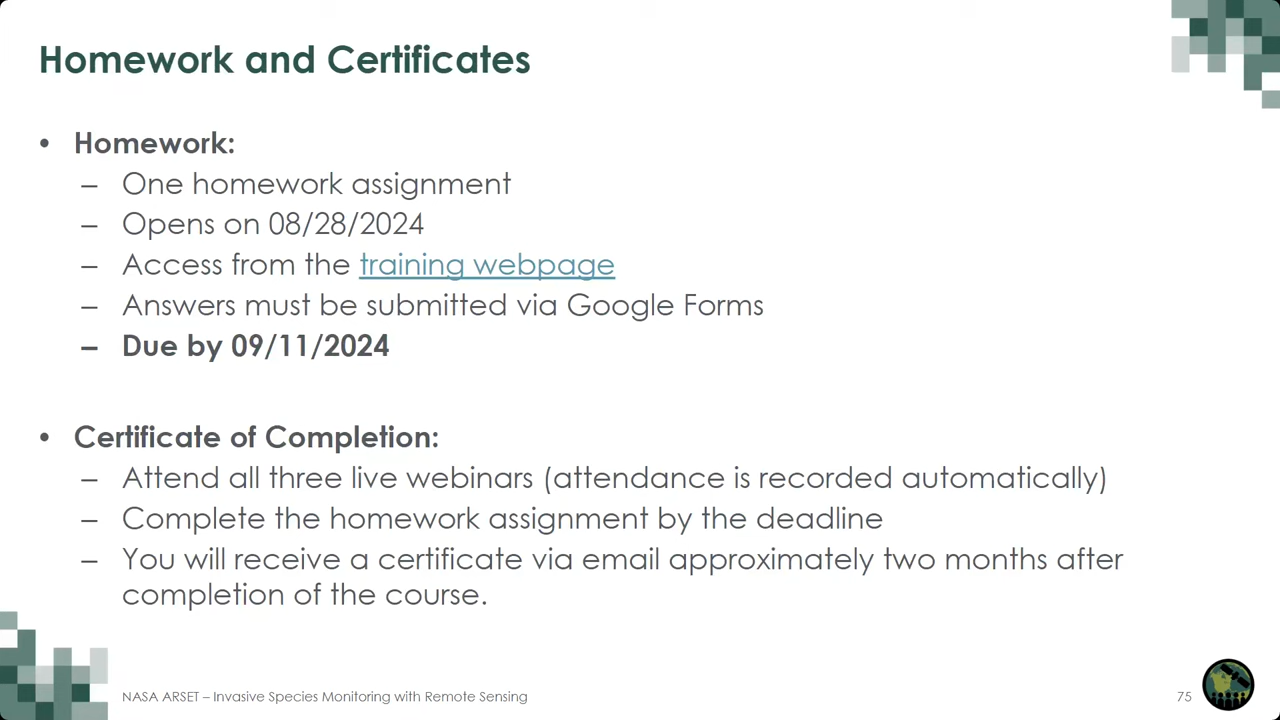 Homework and Certificates
• Homework:
– One homework assignment
– Opens on 08/28/2024
– Access from the training webpage
– Answers must be submitted via Google Forms
– Due by 09/11/2024
• Certificate of Completion:
– Attend all three live webinars (attendance is recorded automatically)
– Complete the homework assignment by the deadline
– You will receive a certificate via email approximately two months after
completion of the course.
NASA ARSET – Invasive Species Monitoring with Remote Sensing
75